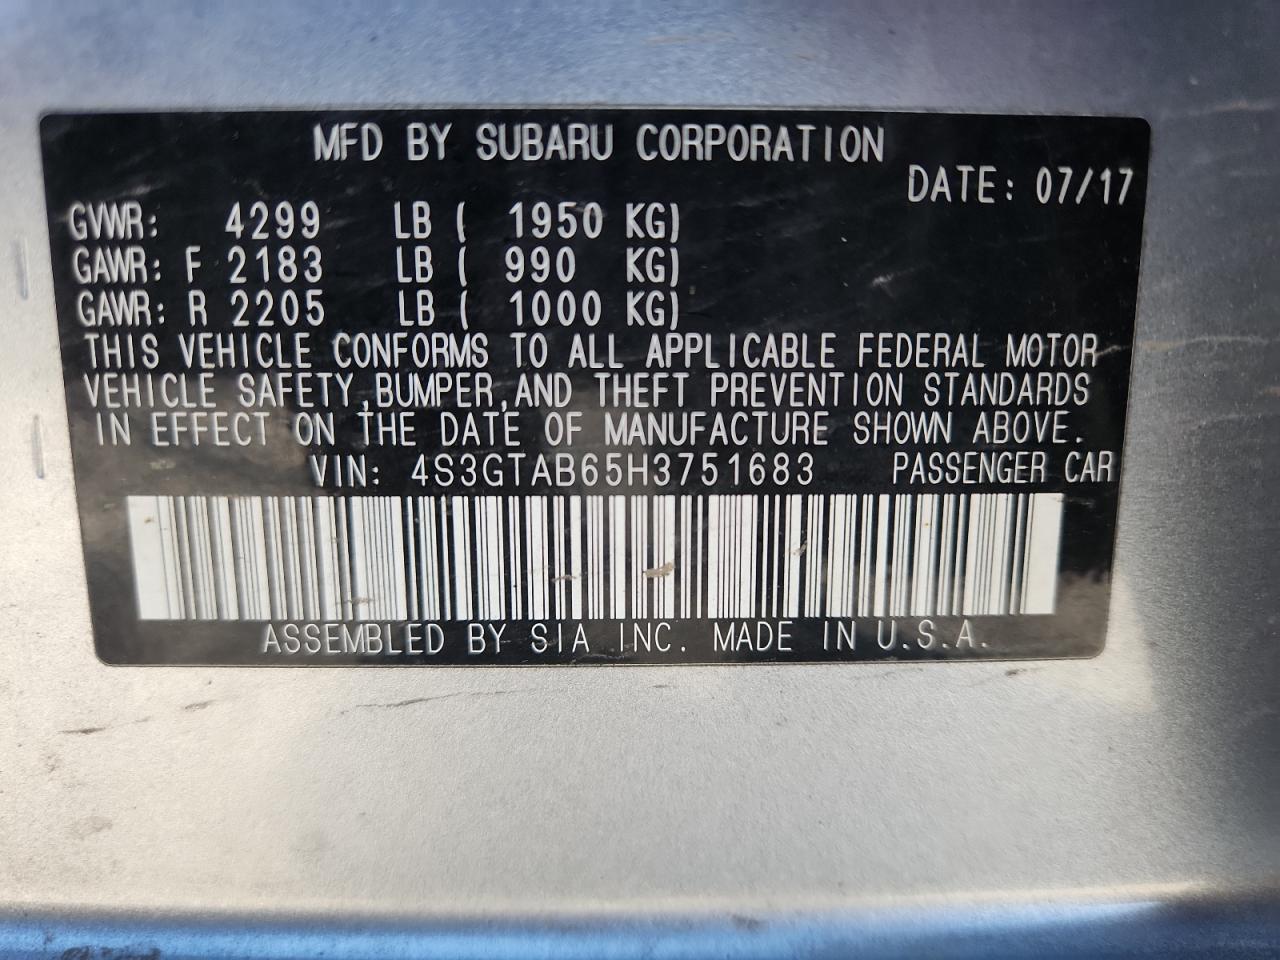 MFD BY SUBARU CORPORATION
DATE: 07/17
GVWR: 4299 LB ( 1950 KG)
GAWR: F 2183 LB ( 990 KG)
GAWR: R 2205 LB ( 1000 KG)
THIS VEHICLE CONFORMS TO ALL APPLICABLE FEDERAL MOTOR
VEHICLE SAFETY,BUMPER,AND THEFT PREVENTION STANDARDS
IN EFFECT ON THE DATE OF MANUFACTURE SHOWN ABOVE.
VIN: 4S3GTAB65H3751683 PASSENGER CAR
ASSEMBLED BY SIA INC. MADE IN U.S.A.